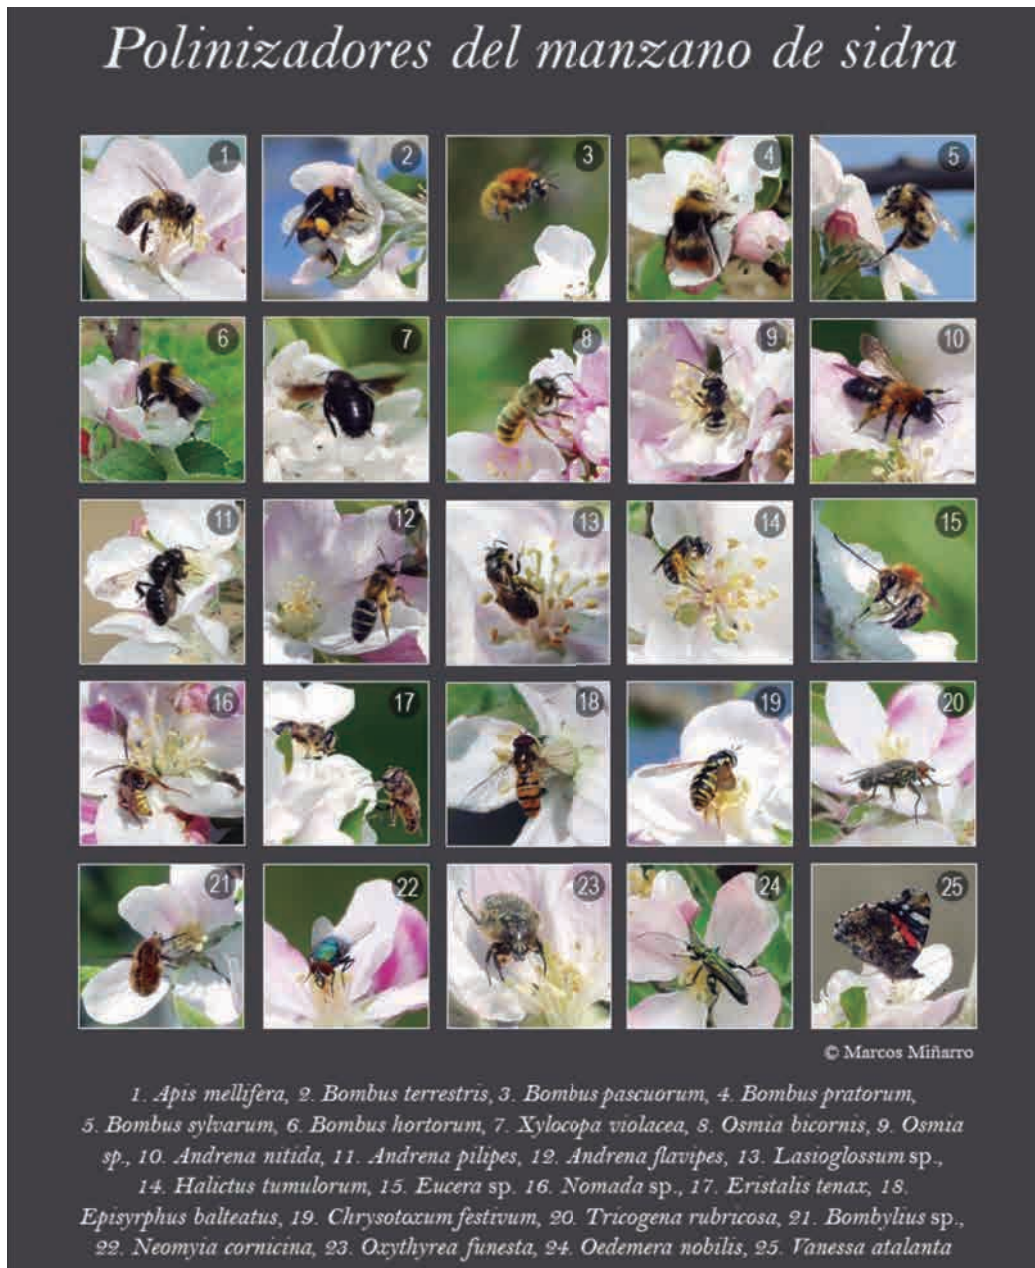 Polinizadores del manzano de sidra
1 2 3 4 5
6 7 8 9 10
11 12 13 14 15
16 17 18 19 20
21 22 23 24 25
© Marcos Miñarro
1. Apis mellifera, 2. Bombus terrestris, 3. Bombus pascuorum, 4. Bombus pratorum,
5. Bombus sylvarum, 6. Bombus hortorum, 7. Xylocopa violacea, 8. Osmia bicornis, 9. Osmia
sp., 10. Andrena nitida, 11. Andrena pilipes, 12. Andrena flavipes, 13. Lasioglossum sp.,
14. Halictus tumulorum, 15. Eucera sp. 16. Nomada sp., 17. Eristalis tenax, 18.
Episyrphus balteatus, 19. Chrysotoxum festivum, 20. Tricogena rubricosa, 21. Bombylius sp.,
22. Neomyia cornicina, 23. Oxythyrea funesta, 24. Oedemera nobilis, 25. Vanessa atalanta